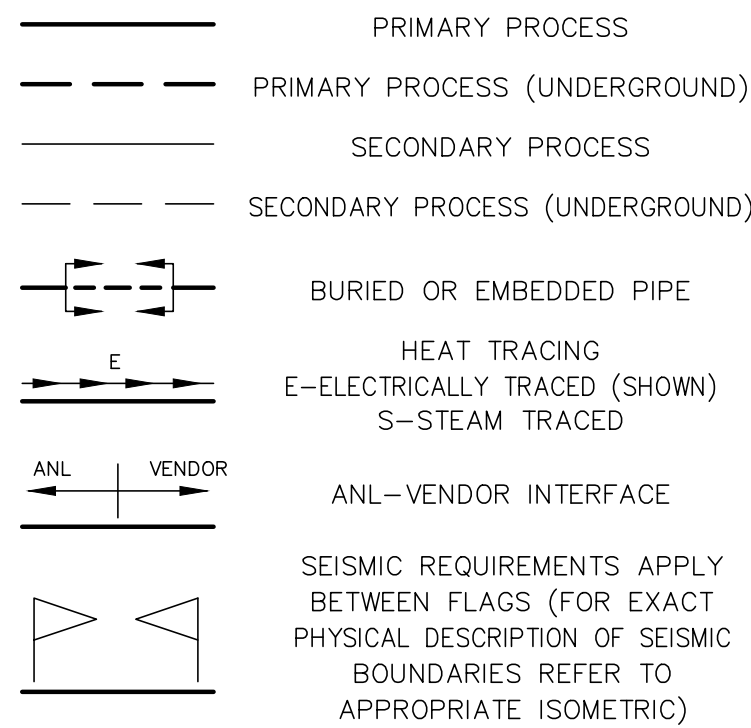 PRIMARY PROCESS
PRIMARY PROCESS (UNDERGROUND)
SECONDARY PROCESS
SECONDARY PROCESS (UNDERGROUND)
BURIED OR EMBEDDED PIPE
E
HEAT TRACING
E-ELECTRICALLY TRACED (SHOWN)
S-STEAM TRACED
ANL VENDOR
ANL-VENDOR INTERFACE
SEISMIC REQUIREMENTS APPLY
BETWEEN FLAGS (FOR EXACT
PHYSICAL DESCRIPTION OF SEISMIC
BOUNDARIES REFER TO
APPROPRIATE ISOMETRIC)